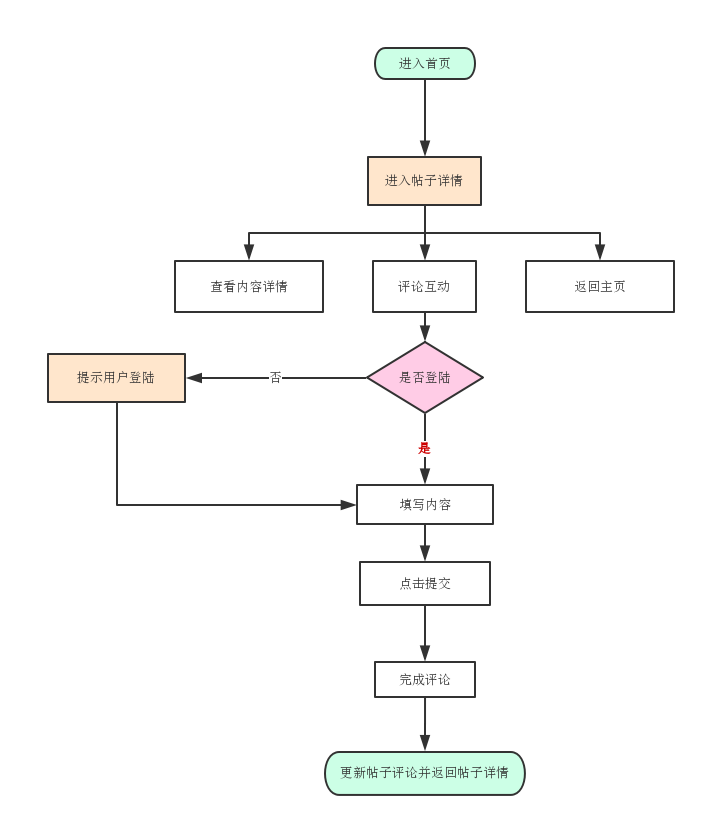 进入首页
进入帖子详情
查看内容详情
评论互动
返回主页
提示用户登陆
否
是否登陆
是
填写内容
点击提交
完成评论
更新帖子评论并返回帖子详情